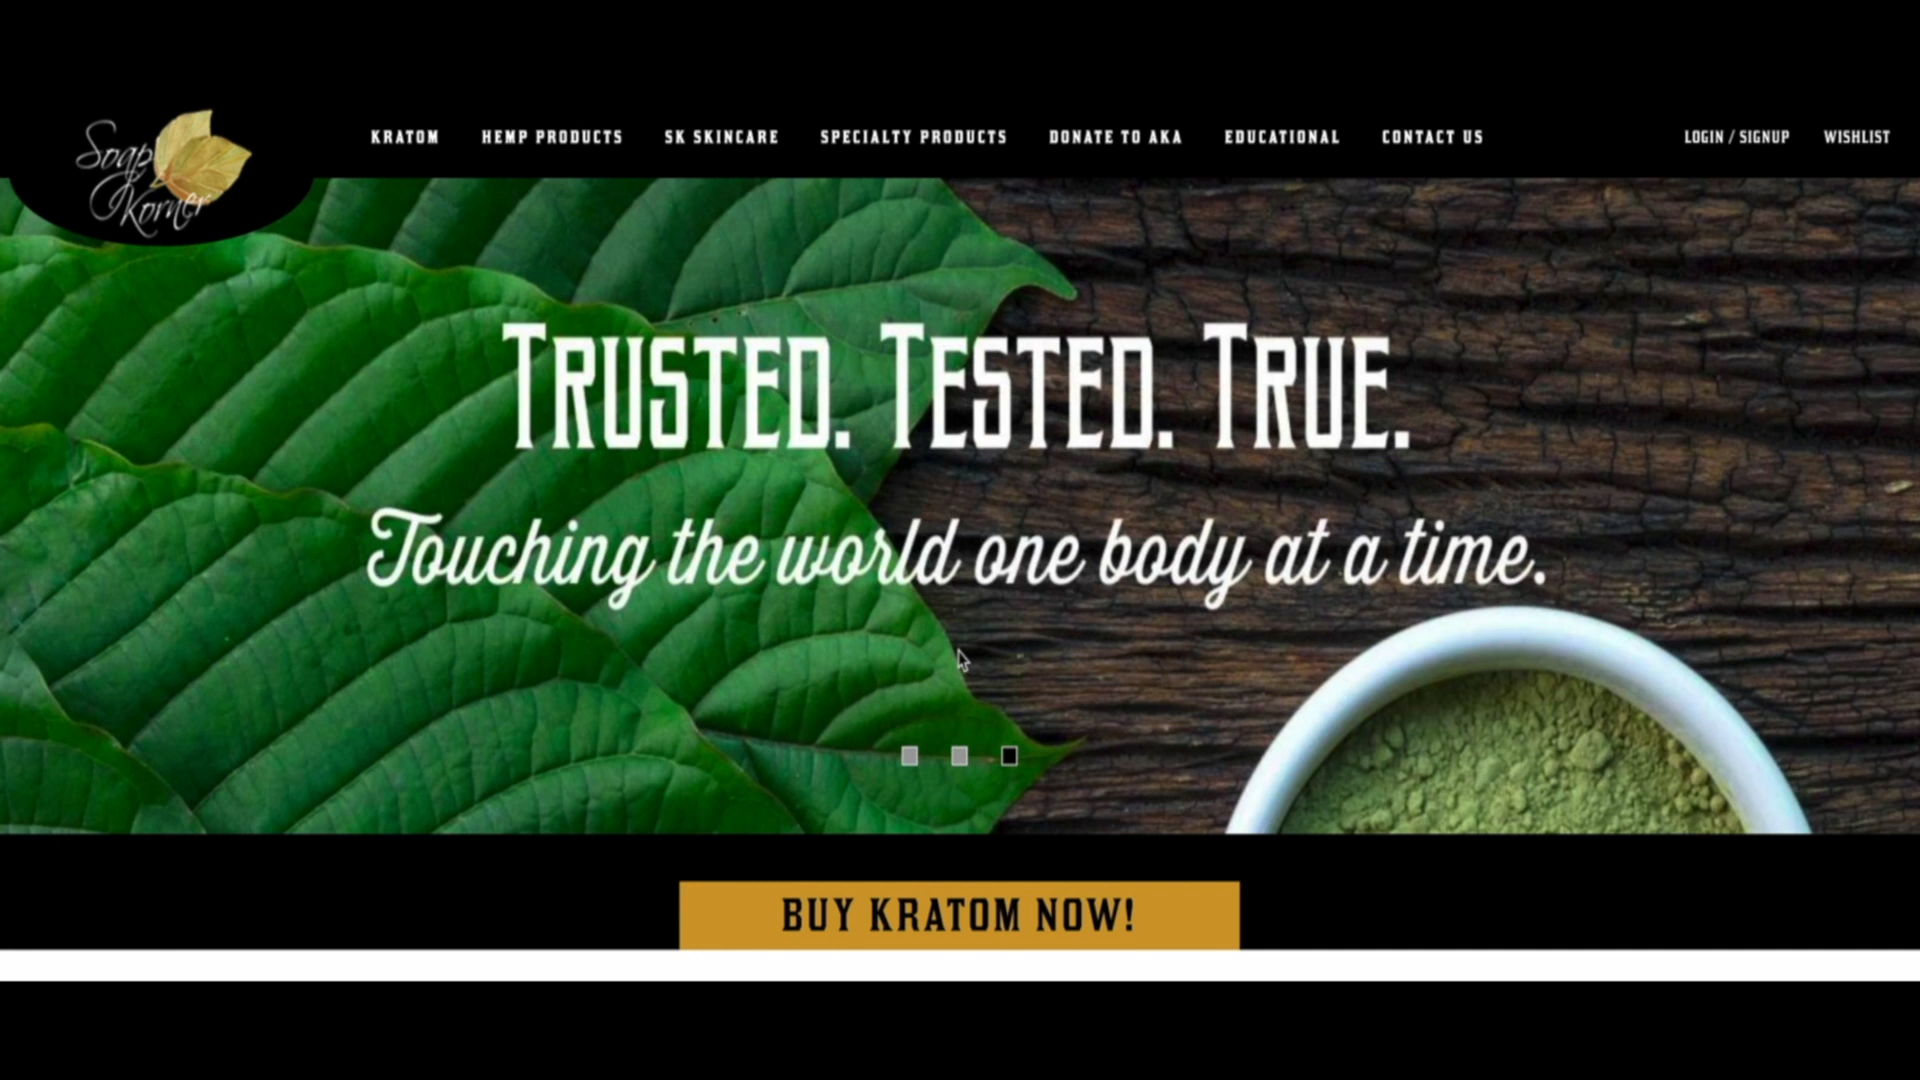 Soap
Korner
KRATOM HEMP PRODUCTS SK SKINCARE SPECIALTY PRODUCTS DONATE TO AKA EDUCATIONAL CONTACT US LOGIN / SIGNUP WISHLIST
TRUSTED. TESTED. TRUE.
Touching the world one body at a time.
BUY KRATOM NOW!